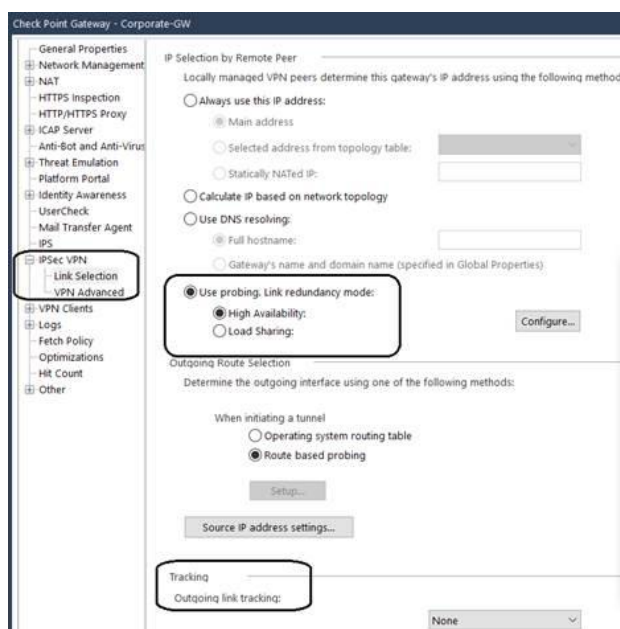 Check Point Gateway - Corporate-GW
General Properties
Network Management
NAT
HTTPS Inspection
HTTP/HTTPS Proxy
ICAP Server
Anti-Bot and Anti-Virus
Threat Emulation
Platform Portal
Identity Awareness
UserCheck
Mail Transfer Agent
IPS
IPSec VPN
Link Selection
VPN Advanced
VPN Clients
Logs
Fetch Policy
Optimizations
Hit Count
Other
IP Selection by Remote Peer
Locally managed VPN peers determine this gateway's IP address using the following method
Always use this IP address:
Main address
Selected address from topology table:
Statically NATed IP:
Calculate IP based on network topology
Use DNS resolving:
Full hostname:
Gateway's name and domain name (specified in Global Properties)
Use probing. Link redundancy mode:
High Availability:
Load Sharing:
Configure...
Outgoing Route Selection
Determine the outgoing interface using one of the following methods:
When initiating a tunnel
Operating system routing table
Route based probing
Setup...
Source IP address settings...
Tracking
Outgoing link tracking:
None